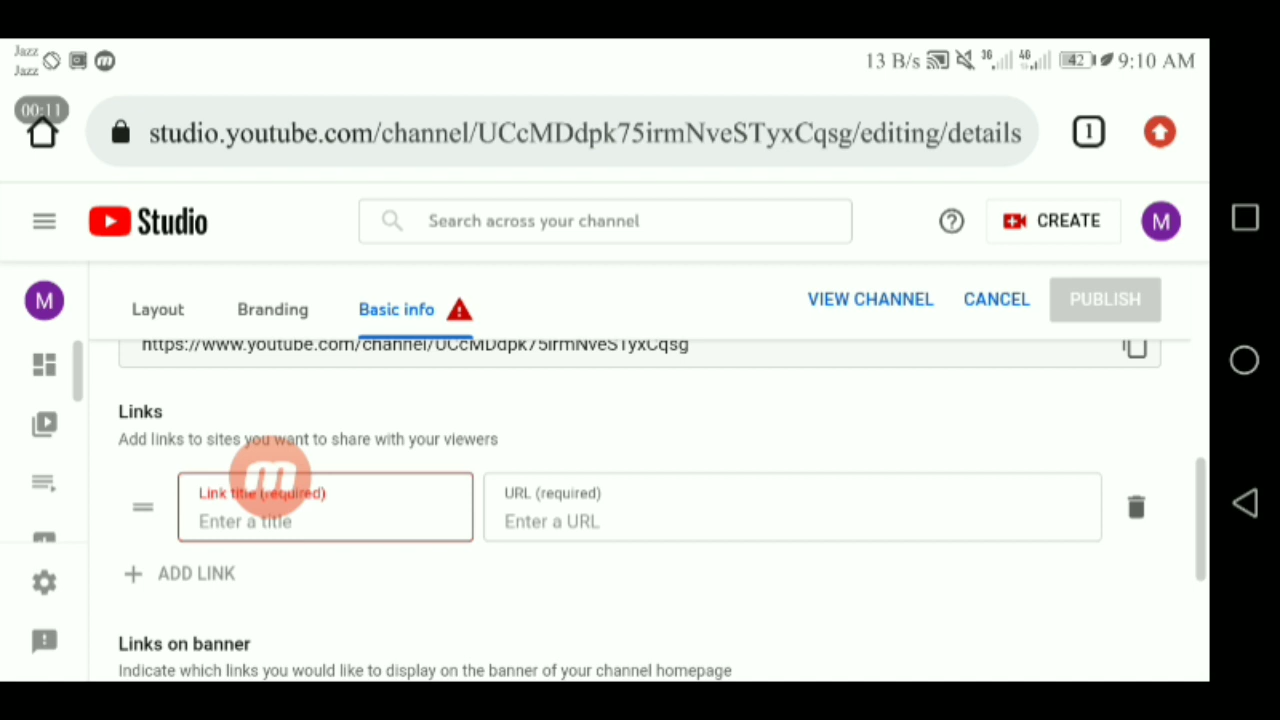 Jazz
Jazz
13 B/s 3G 4G 42 9:10 AM
00:11
studio.youtube.com/channel/UCcMDdpk75irmNveSTyxCqsg/editing/details
1
Studio
Search across your channel
CREATE
M
M
Layout
Branding
Basic info
VIEW CHANNEL
CANCEL
PUBLISH
https://www.youtube.com/channel/UCcMDdpk75irmNveSTyxCqsg
Links
Add links to sites you want to share with your viewers
Link title (required)
Enter a title
URL (required)
Enter a URL
ADD LINK
Links on banner
Indicate which links you would like to display on the banner of your channel homepage